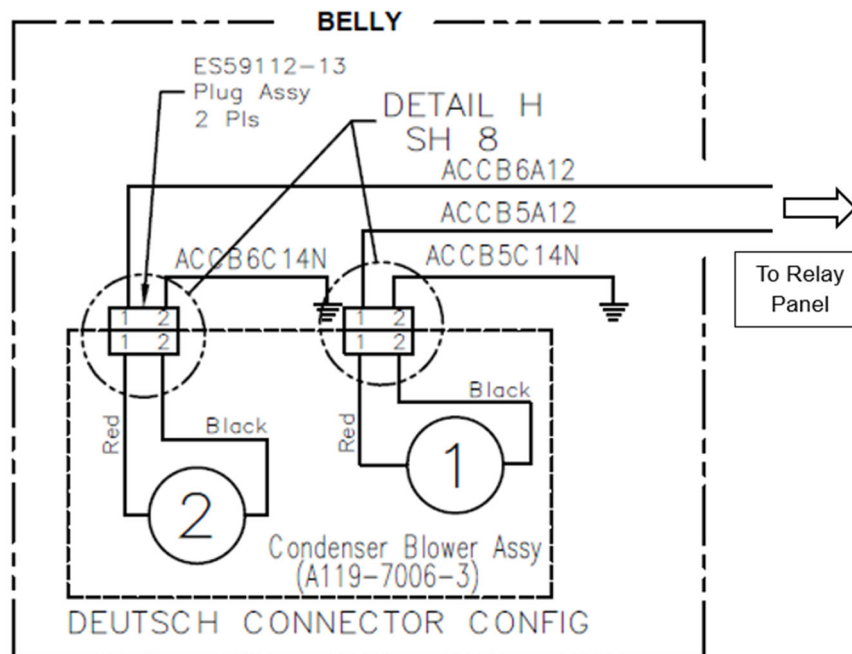 BELLY
ES59112-13
Plug Assy
2 Pls
DETAIL H
SH 8
ACCB6A12
ACCB5A12
ACCB6C14N
ACCB5C14N
To Relay
Panel
1 2
1 2
1 2
1 2
Red
Black
2
Red
Black
1
Condenser Blower Assy
(A119-7006-3)
DEUTSCH CONNECTOR CONFIG